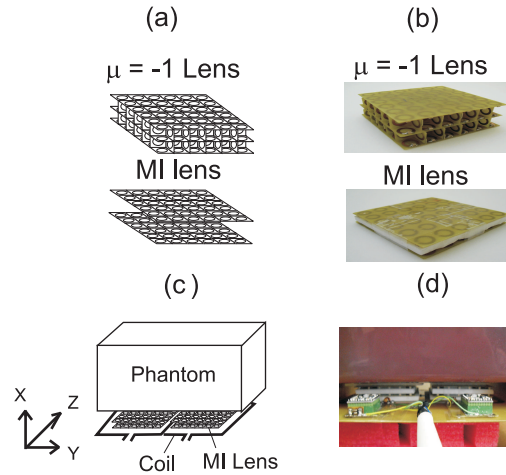 (a)
μ = -1 Lens
MI lens
(b)
μ = -1 Lens
MI lens
(c)
Phantom
X
Z
Y
Coil
MI Lens
(d)